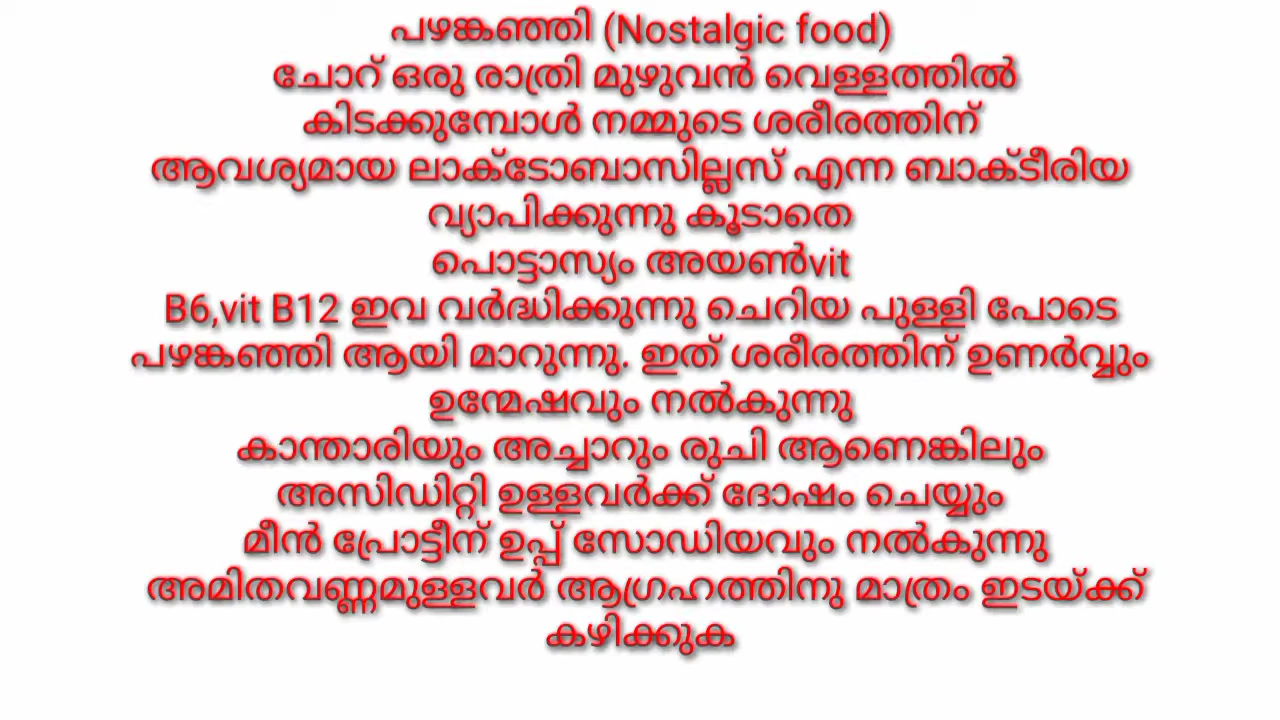 പഴങ്കഞ്ഞി (Nostalgic food)
ചോറ് ഒരു രാത്രി മുഴുവൻ വെള്ളത്തിൽ
കിടക്കുമ്പോൾ നമ്മുടെ ശരീരത്തിന്
ആവശ്യമായ ലാക്ടോബാസില്ലസ് എന്ന ബാക്ടീരിയ
വ്യാപിക്കുന്നു കൂടാതെ
പൊട്ടാസ്യം അയൺvit
B6,vit B12 ഇവ വർദ്ധിക്കുന്നു ചെറിയ പുള്ളി പോടെ
പഴങ്കഞ്ഞി ആയി മാറുന്നു. ഇത് ശരീരത്തിന് ഉണർവ്വും
ഉന്മേഷവും നൽകുന്നു
കാന്താരിയും അച്ചാറും രുചി ആണെങ്കിലും
അസിഡിറ്റി ഉള്ളവർക്ക് ദോഷം ചെയ്യും
മീൻ പ്രോട്ടീന് ഉപ്പ് സോഡിയവും നൽകുന്നു
അമിതവണ്ണമുള്ളവർ ആഗ്രഹത്തിനു മാത്രം ഇടയ്ക്ക്
കഴിക്കുക